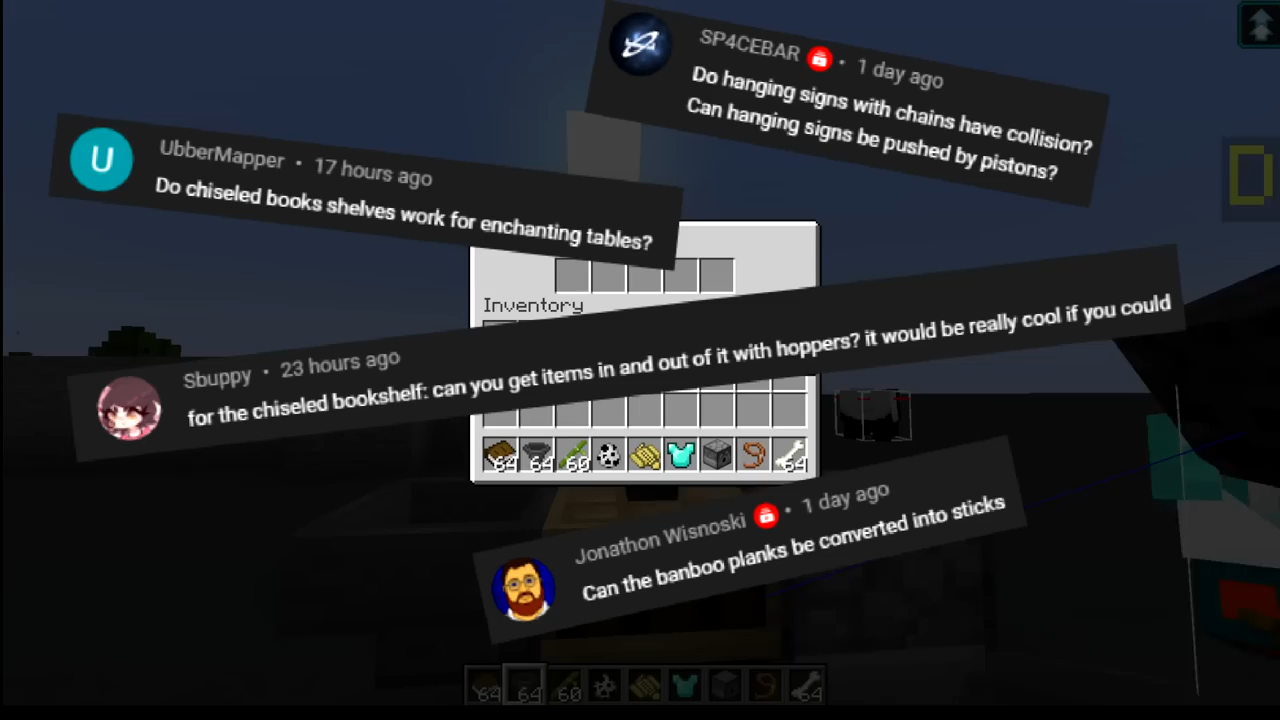 SP4CEBAR • 1 day ago
Do hanging signs with chains have collision?
Can hanging signs be pushed by pistons?
U
UbberMapper • 17 hours ago
Do chiseled books shelves work for enchanting tables?
Inventory
Sbuppy • 23 hours ago
for the chiseled bookshelf: can you get items in and out of it with hoppers? it would be really cool if you could
64 64 60 64
Jonathon Wisnoski • 1 day ago
Can the banboo planks be converted into sticks
64 64 60 64